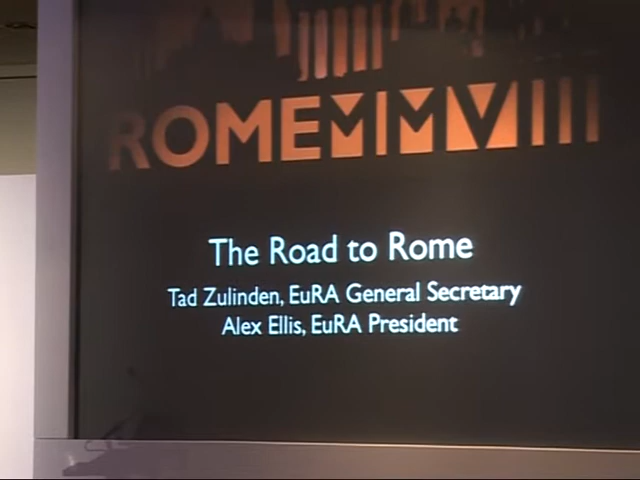 ROMEMMVIII
The Road to Rome
Tad Zulinden, EuRA General Secretary
Alex Ellis, EuRA President